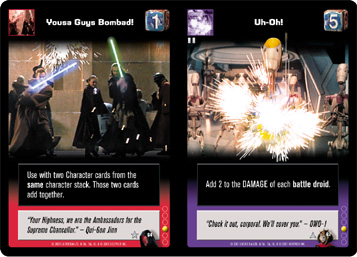 Yousa Guys Bombad!
1
Use with two Character cards from the
same character stack. Those two cards
add together.
"Your Highness, we are the Ambassadors for the
Supreme Chancellor." – Qui-Gon Jinn
Uh-Oh!
5
Add 2 to the DAMAGE of each battle droid.
"Check it out, corporal. We'll cover you." – OWO-1